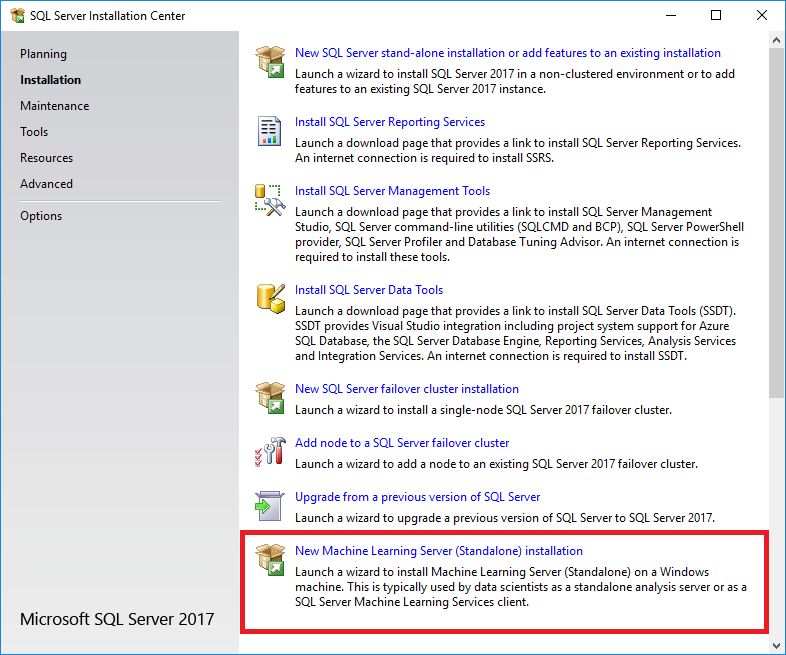 SQL Server Installation Center
Planning
Installation
Maintenance
Tools
Resources
Advanced
Options
Microsoft SQL Server 2017
New SQL Server stand-alone installation or add features to an existing installation
Launch a wizard to install SQL Server 2017 in a non-clustered environment or to add
features to an existing SQL Server 2017 instance.
Install SQL Server Reporting Services
Launch a download page that provides a link to install SQL Server Reporting Services.
An internet connection is required to install SSRS.
Install SQL Server Management Tools
Launch a download page that provides a link to install SQL Server Management
Studio, SQL Server command-line utilities (SQLCMD and BCP), SQL Server PowerShell
provider, SQL Server Profiler and Database Tuning Advisor. An internet connection is
required to install these tools.
Install SQL Server Data Tools
Launch a download page that provides a link to install SQL Server Data Tools (SSDT).
SSDT provides Visual Studio integration including project system support for Azure
SQL Database, the SQL Server Database Engine, Reporting Services, Analysis Services
and Integration Services. An internet connection is required to install SSDT.
New SQL Server failover cluster installation
Launch a wizard to install a single-node SQL Server 2017 failover cluster.
Add node to a SQL Server failover cluster
Launch a wizard to add a node to an existing SQL Server 2017 failover cluster.
Upgrade from a previous version of SQL Server
Launch a wizard to upgrade a previous version of SQL Server to SQL Server 2017.
New Machine Learning Server (Standalone) installation
Launch a wizard to install Machine Learning Server (Standalone) on a Windows
machine. This is typically used by data scientists as a standalone analysis server or as a
SQL Server Machine Learning Services client.